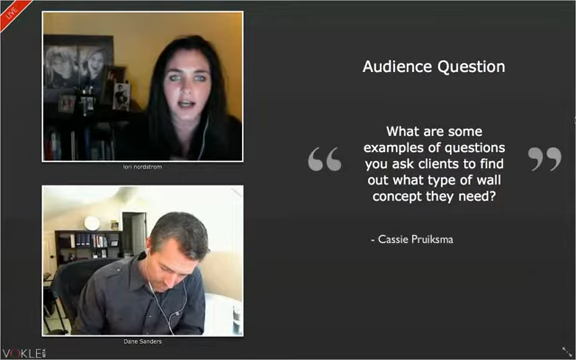 LIVE
Audience Question
What are some
examples of questions
you ask clients to find
out what type of wall
concept they need?
- Cassie Pruiksma
lori nordstrom
Dane Sanders
VOKLE